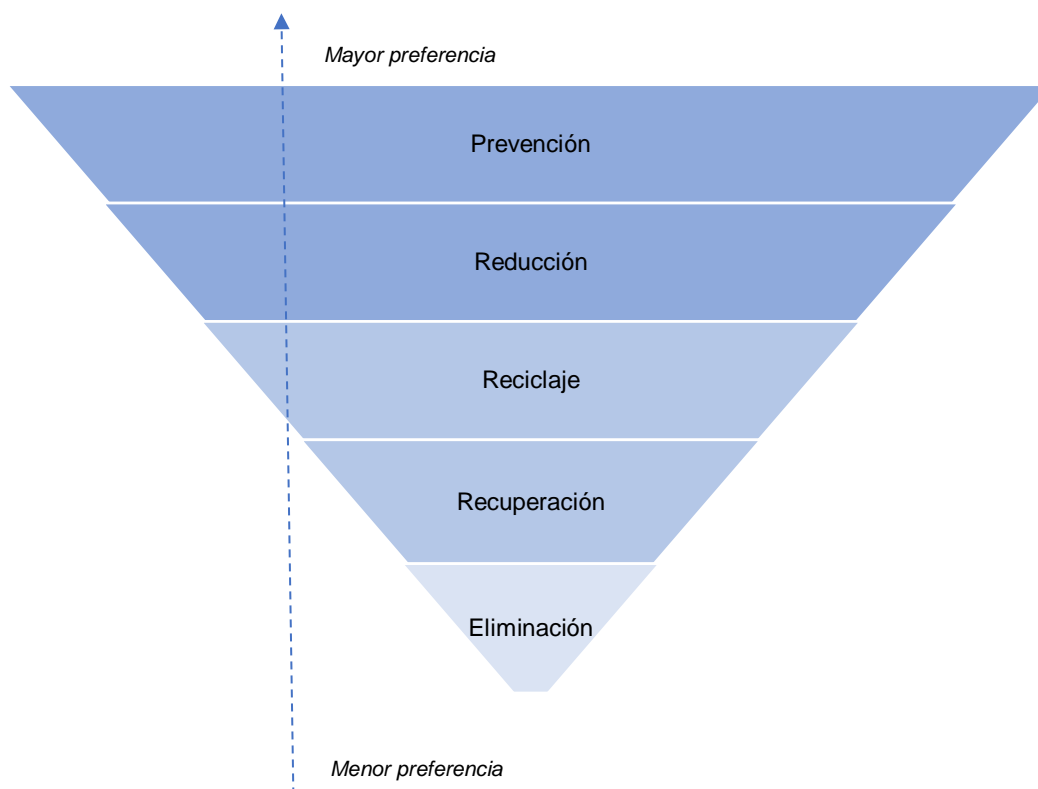 Mayor preferencia
Prevención
Reducción
Reciclaje
Recuperación
Eliminación
Menor preferencia